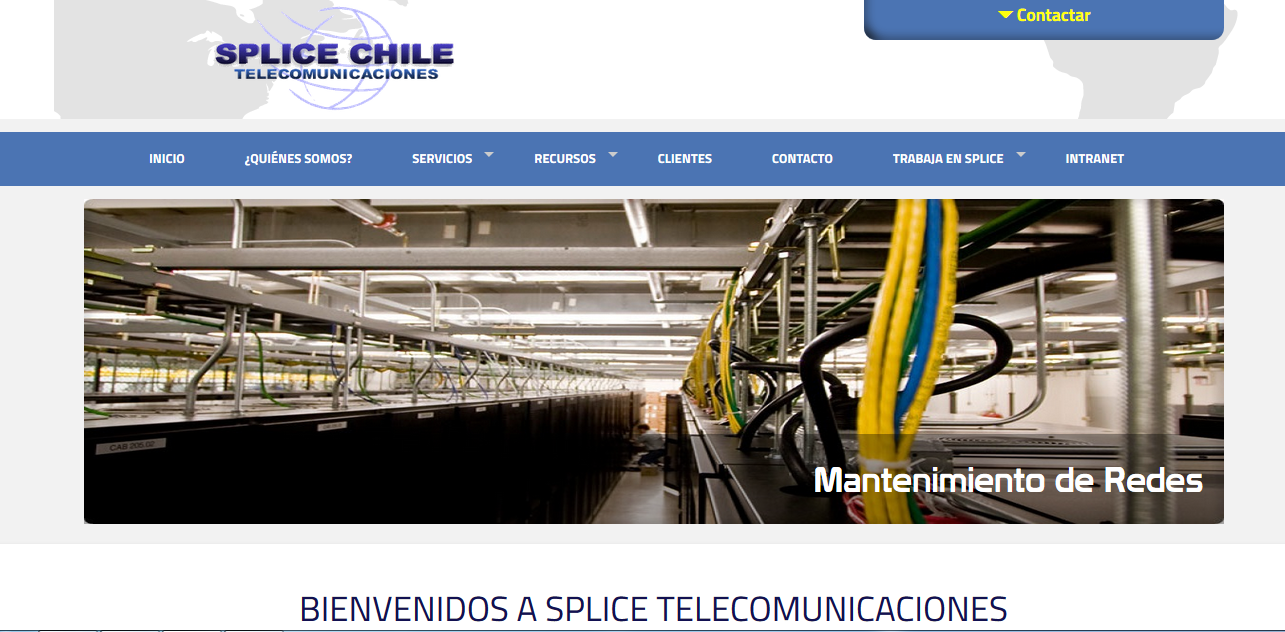 Contactar
SPLICE CHILE
TELECOMUNICACIONES
INICIO
¿QUIÉNES SOMOS?
SERVICIOS
RECURSOS
CLIENTES
CONTACTO
TRABAJA EN SPLICE
INTRANET
CAB 205.02
Mantenimiento de Redes
BIENVENIDOS A SPLICE TELECOMUNICACIONES